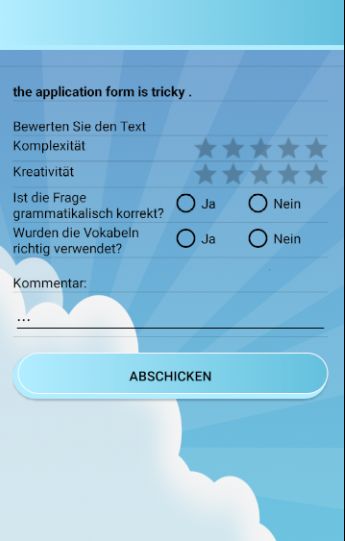 the application form is tricky .
Bewerten Sie den Text
Komplexität
Kreativität
Ist die Frage
grammatikalisch korrekt? Ja Nein
Wurden die Vokabeln
richtig verwendet? Ja Nein
Kommentar:
...
ABSCHICKEN